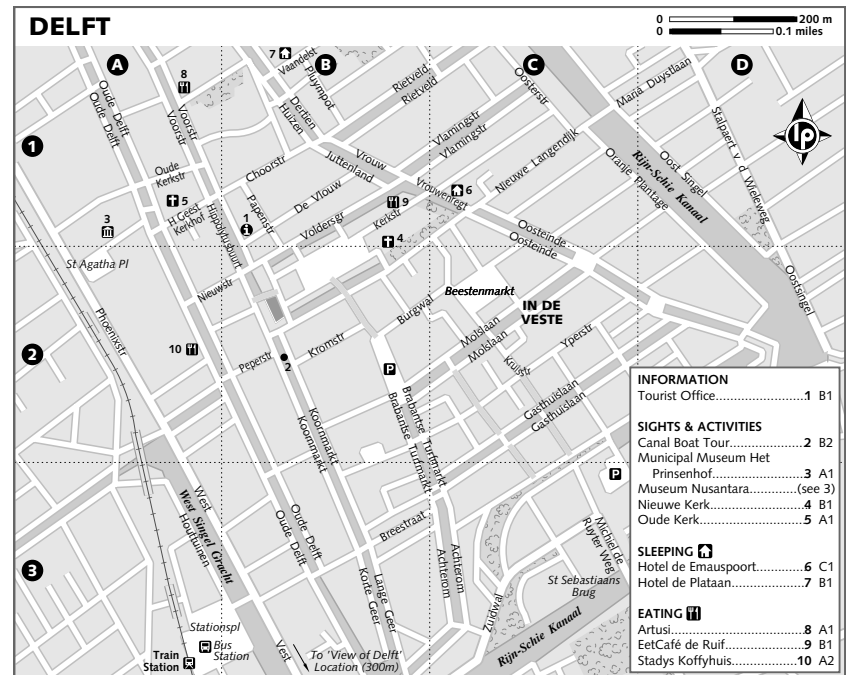 DELFT
0 200 m
0 0.1 miles
A
B
C
D
1
2
3
lp
7
Vaandelst
Pluympot
8
Voorstr
Voorstr
Oude Delft
Oude Delft
Dertien
Huizen
Rietveld
Rietveld
Oosterstr
Maria Duystlaan
Stalpaert v d Wieleweg
Vlamingstr
Vlamingstr
Vrouw
Juttenland
Vrouwenregt
6
Nieuwe Langendijk
Oranje Plantage
Rijn-Schie Kanaal
Oost Singel
Oostsingel
Oude
Kerkstr
Choorstr
De Vlouw
5
H Geest
Kerkhof
Hippolytusbuurt
Papenstr
1
Voldersgr
9
Kerkstr
4
3
St Agatha Pl
Oosteinde
Oosteinde
Nieuwstr
Phoenixstr
Beestenmarkt
IN DE
VESTE
Burgwal
Molslaan
Molslaan
Kruisstr
Yperstr
10
Peperstr
2
Kromstr
P
Gasthuislaan
Gasthuislaan
Brabantse Turfmarkt
Brabantse Turfmarkt
Koornmarkt
Koornmarkt
P
West
West Singel Gracht
Houttuinen
Oude Delft
Oude Delft
Breestraat
Achterom
Achterom
Lange Geer
Korte Geer
Michiel de
Ruyter Weg
St Sebastiaans
Brug
Zuidwal
Rijn-Schie Kanaal
Stationspl
Bus
Station
Train
Station
Vest
To 'View of Delft'
Location (300m)
INFORMATION
Tourist Office.......................1 B1
SIGHTS & ACTIVITIES
Canal Boat Tour..................2 B2
Municipal Museum Het
Prinsenhof.......................3 A1
Museum Nusantara...........(see 3)
Nieuwe Kerk.......................4 B1
Oude Kerk..........................5 A1
SLEEPING
Hotel de Emauspoort..........6 C1
Hotel de Plataan.................7 B1
EATING
Artusi.................................8 A1
EetCafé de Ruif..................9 B1
Stadys Koffyhuis...............10 A2